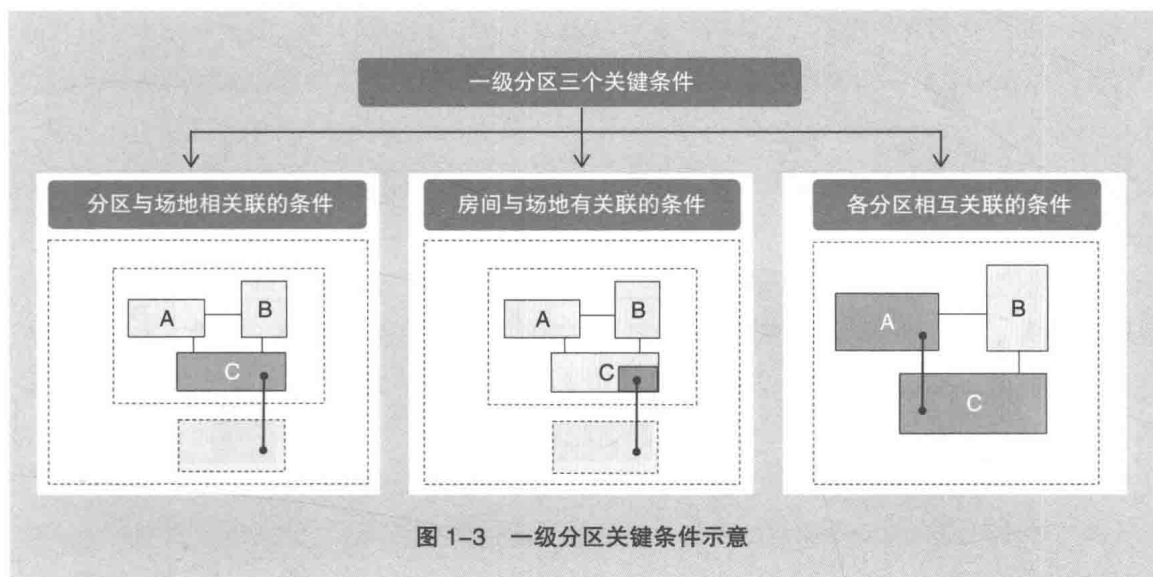 一级分区三个关键条件
分区与场地相关联的条件
房间与场地有关联的条件
各分区相互关联的条件
A
B
C
A
B
C
A
B
C
图 1-3 一级分区关键条件示意